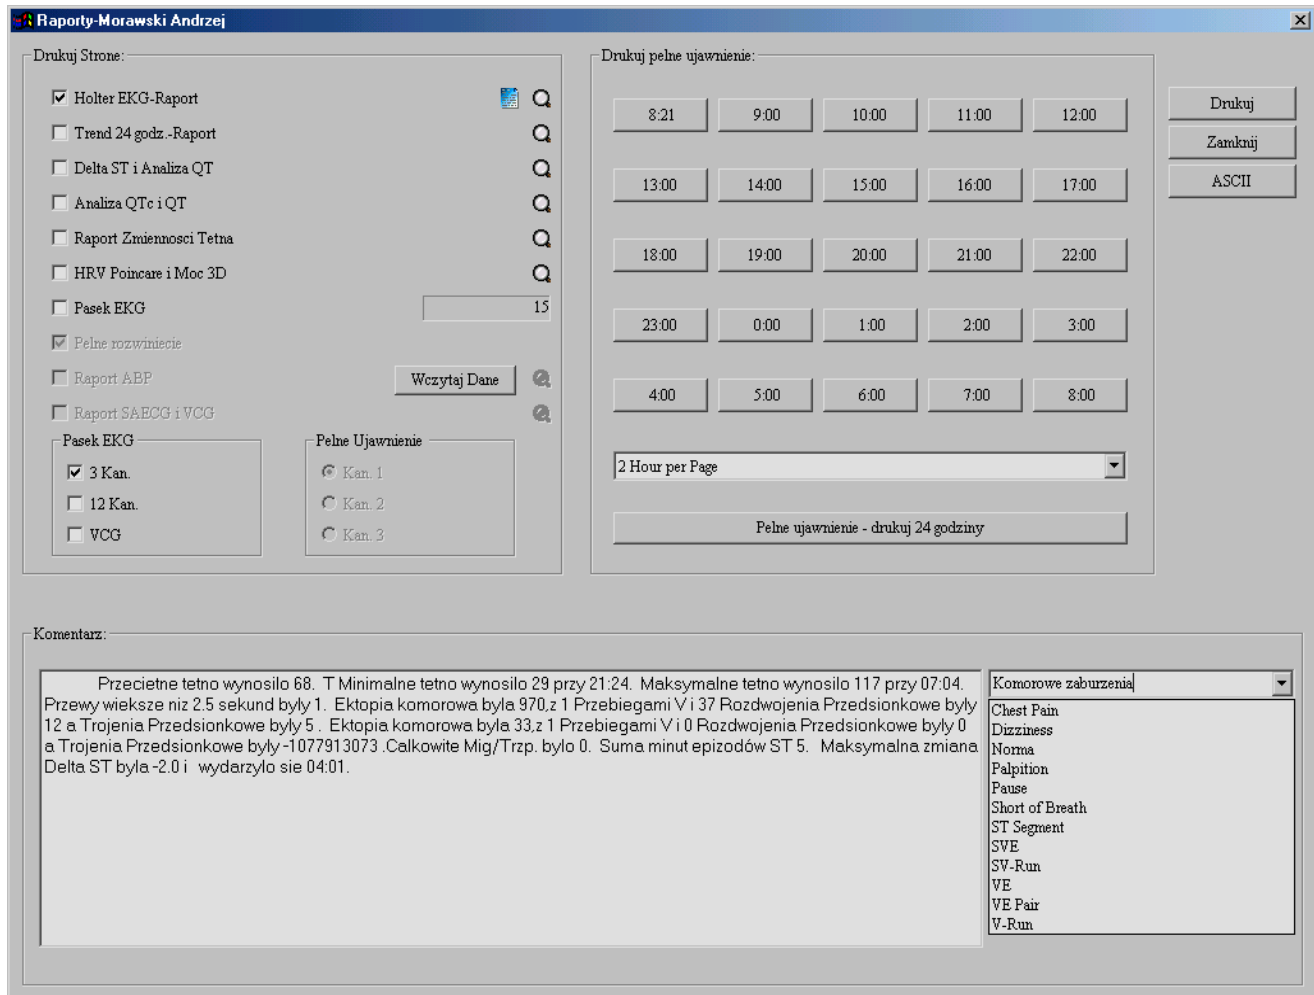 Raporty-Morawski Andrzej
Drukuj Strone:
Holter EKG-Raport
Trend 24 godz.-Raport
Delta ST i Analiza QT
Analiza QTc i QT
Raport Zmiennosci Tetna
HRV Poincare i Moc 3D
Pasek EKG 15
Pelne rozwiniecie
Raport ABP Wczytaj Dane
Raport SAECG i VCG
Pasek EKG
3 Kan.
12 Kan.
VCG
Pelne Ujawnienie
Kan. 1
Kan. 2
Kan. 3
Drukuj pelne ujawnienie:
8:21 9:00 10:00 11:00 12:00
13:00 14:00 15:00 16:00 17:00
18:00 19:00 20:00 21:00 22:00
23:00 0:00 1:00 2:00 3:00
4:00 5:00 6:00 7:00 8:00
2 Hour per Page
Pelne ujawnienie - drukuj 24 godziny
Drukuj
Zamknij
ASCII
Komentarz:
Przecietne tetno wynosilo 68. T Minimalne tetno wynosilo 29 przy 21:24. Maksymalne tetno wynosilo 117 przy 07:04.
Przewy wieksze niz 2.5 sekund byly 1. Ektopia komorowa byla 970,z 1 Przebiegami V i 37 Rozdwojenia Przedsionkowe byly
12 a Trojenia Przedsionkowe byly 5 . Ektopia komorowa byla 33,z 1 Przebiegami V i 0 Rozdwojenia Przedsionkowe byly 0
a Trojenia Przedsionkowe byly -1077913073 .Calkowite Mig/Trzp. bylo 0. Suma minut epizodów ST 5. Maksymalna zmiana
Delta ST byla -2.0 i wydarzylo sie 04:01.
Komorowe zaburzenia
Chest Pain
Dizziness
Norma
Palpition
Pause
Short of Breath
ST Segment
SVE
SV-Run
VE
VE Pair
V-Run